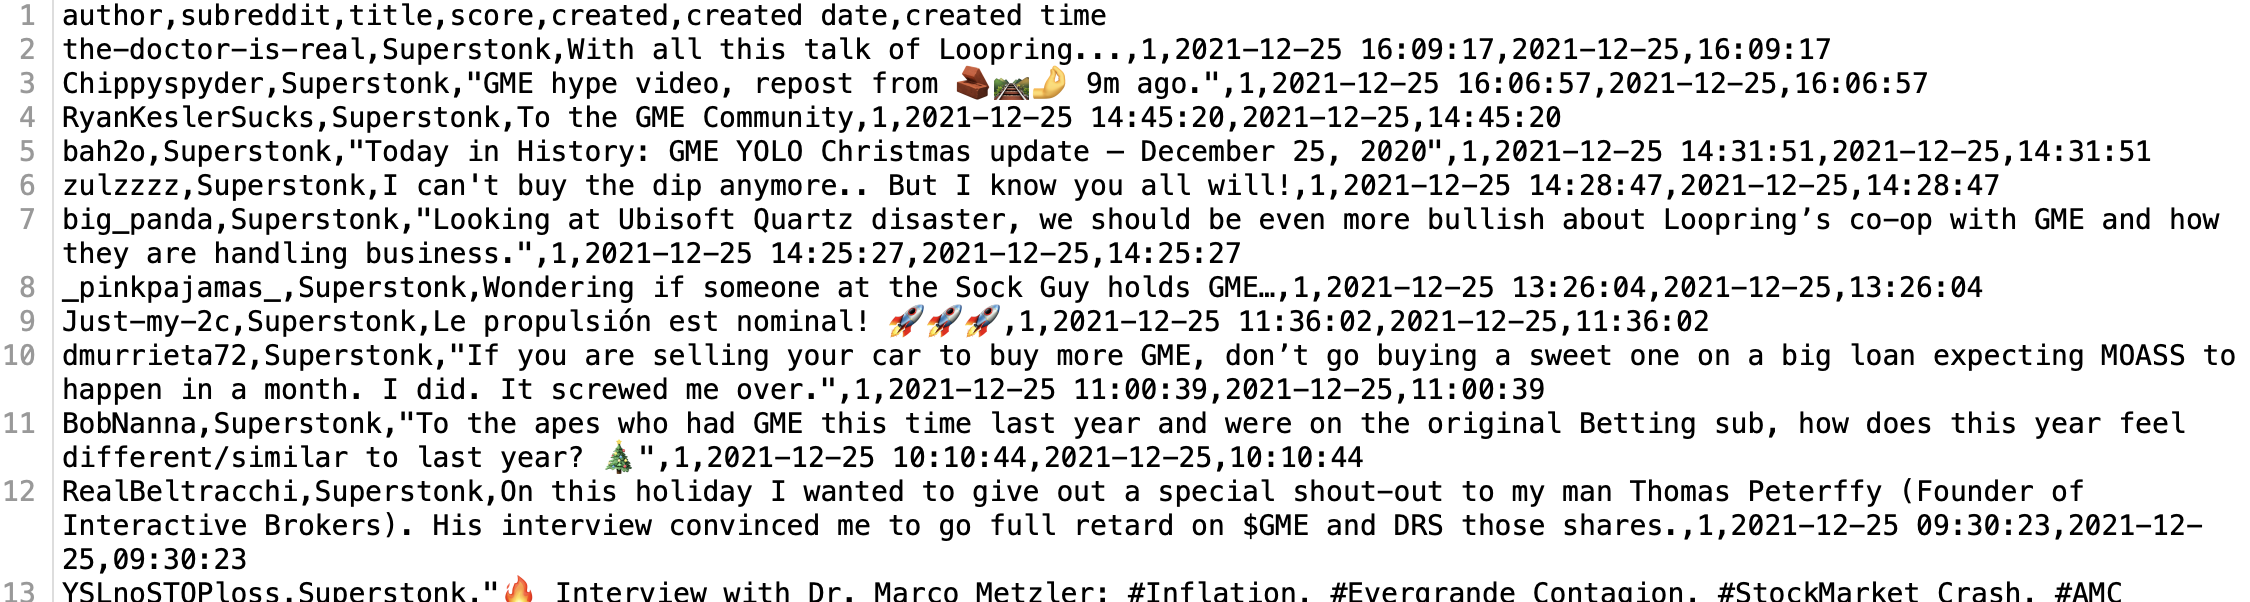 1 author,subreddit,title,score,created,created date,created time
2 the-doctor-is-real,Superstonk,With all this talk of Loopring...,1,2021-12-25 16:09:17,2021-12-25,16:09:17
3 Chippyspyder,Superstonk,"GME hype video, repost from 🧱🛤️🤌 9m ago.",1,2021-12-25 16:06:57,2021-12-25,16:06:57
4 RyanKeslerSucks,Superstonk,To the GME Community,1,2021-12-25 14:45:20,2021-12-25,14:45:20
5 bah2o,Superstonk,"Today in History: GME YOLO Christmas update – December 25, 2020",1,2021-12-25 14:31:51,2021-12-25,14:31:51
6 zulzzzz,Superstonk,I can't buy the dip anymore.. But I know you all will!,1,2021-12-25 14:28:47,2021-12-25,14:28:47
7 big_panda,Superstonk,"Looking at Ubisoft Quartz disaster, we should be even more bullish about Loopring’s co-op with GME and how
they are handling business.",1,2021-12-25 14:25:27,2021-12-25,14:25:27
8 _pinkpajamas_,Superstonk,Wondering if someone at the Sock Guy holds GME…,1,2021-12-25 13:26:04,2021-12-25,13:26:04
9 Just-my-2c,Superstonk,Le propulsión est nominal! 🚀🚀🚀,1,2021-12-25 11:36:02,2021-12-25,11:36:02
10 dmurrieta72,Superstonk,"If you are selling your car to buy more GME, don’t go buying a sweet one on a big loan expecting MOASS to
happen in a month. I did. It screwed me over.",1,2021-12-25 11:00:39,2021-12-25,11:00:39
11 BobNanna,Superstonk,"To the apes who had GME this time last year and were on the original Betting sub, how does this year feel
different/similar to last year? 🎄",1,2021-12-25 10:10:44,2021-12-25,10:10:44
12 RealBeltracchi,Superstonk,On this holiday I wanted to give out a special shout-out to my man Thomas Peterffy (Founder of
Interactive Brokers). His interview convinced me to go full retard on $GME and DRS those shares.,1,2021-12-25 09:30:23,2021-12-
25,09:30:23
13 YSLnoSTOPloss,Superstonk,"🔥 Interview with Dr. Marco Metzler: #Inflation, #Evergrande Contagion, #StockMarket Crash, #AMC